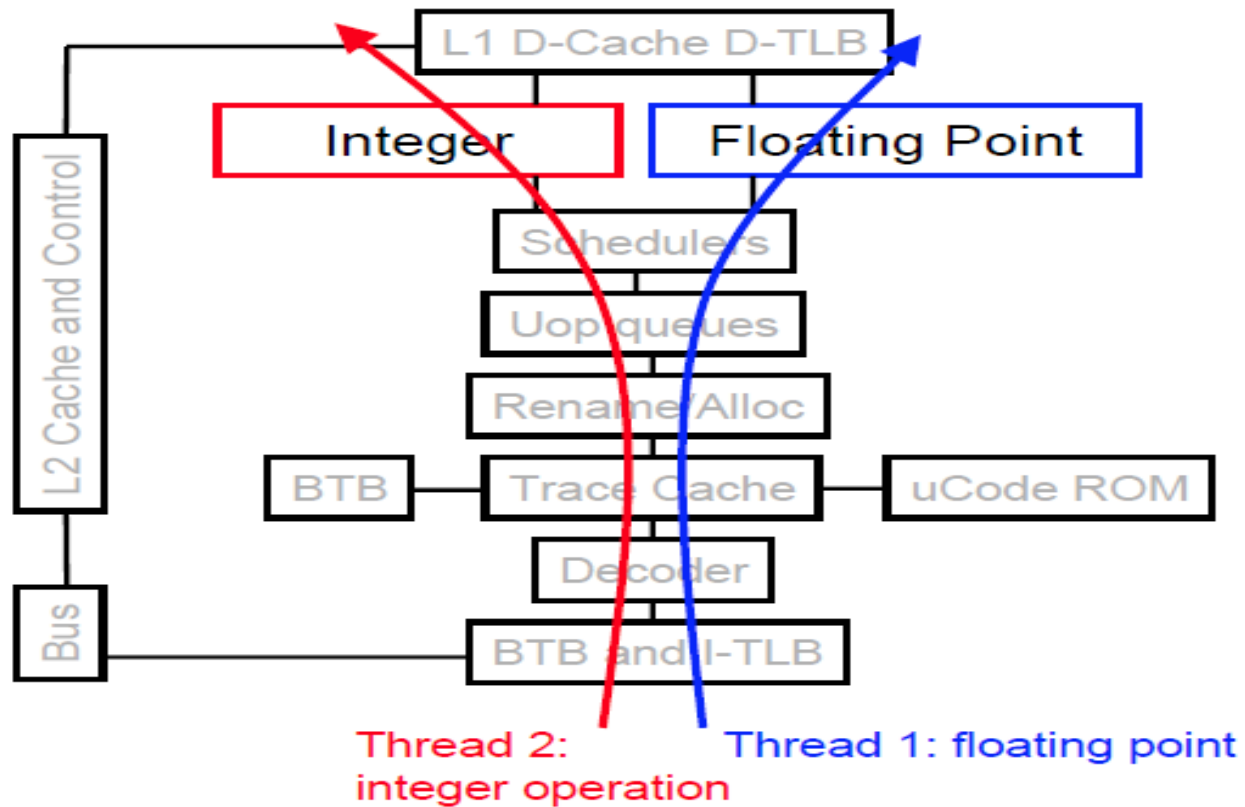 L1 D-Cache D-TLB
Integer
Floating Point
L2 Cache and Control
Schedulers
Uop queues
Rename/Alloc
BTB
Trace Cache
uCode ROM
Decoder
Bus
BTB and I-TLB
Thread 2:
integer operation
Thread 1: floating point